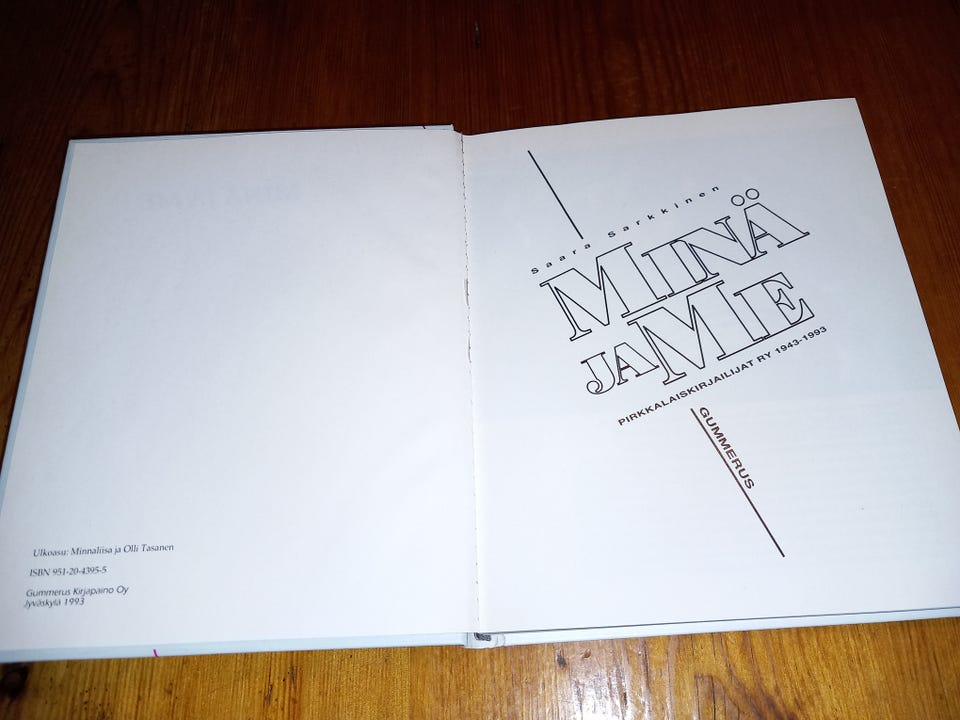 Ulkoasu: Minnaliisa ja Olli Tasanen
ISBN 951-20-4395-5
Gummerus Kirjapaino Oy
Jyväskylä 1993
Saara Sarkkinen
MINÄ
JA ME
PIRKKALAISKIRJAILIJAT RY 1943-1993
GUMMERUS